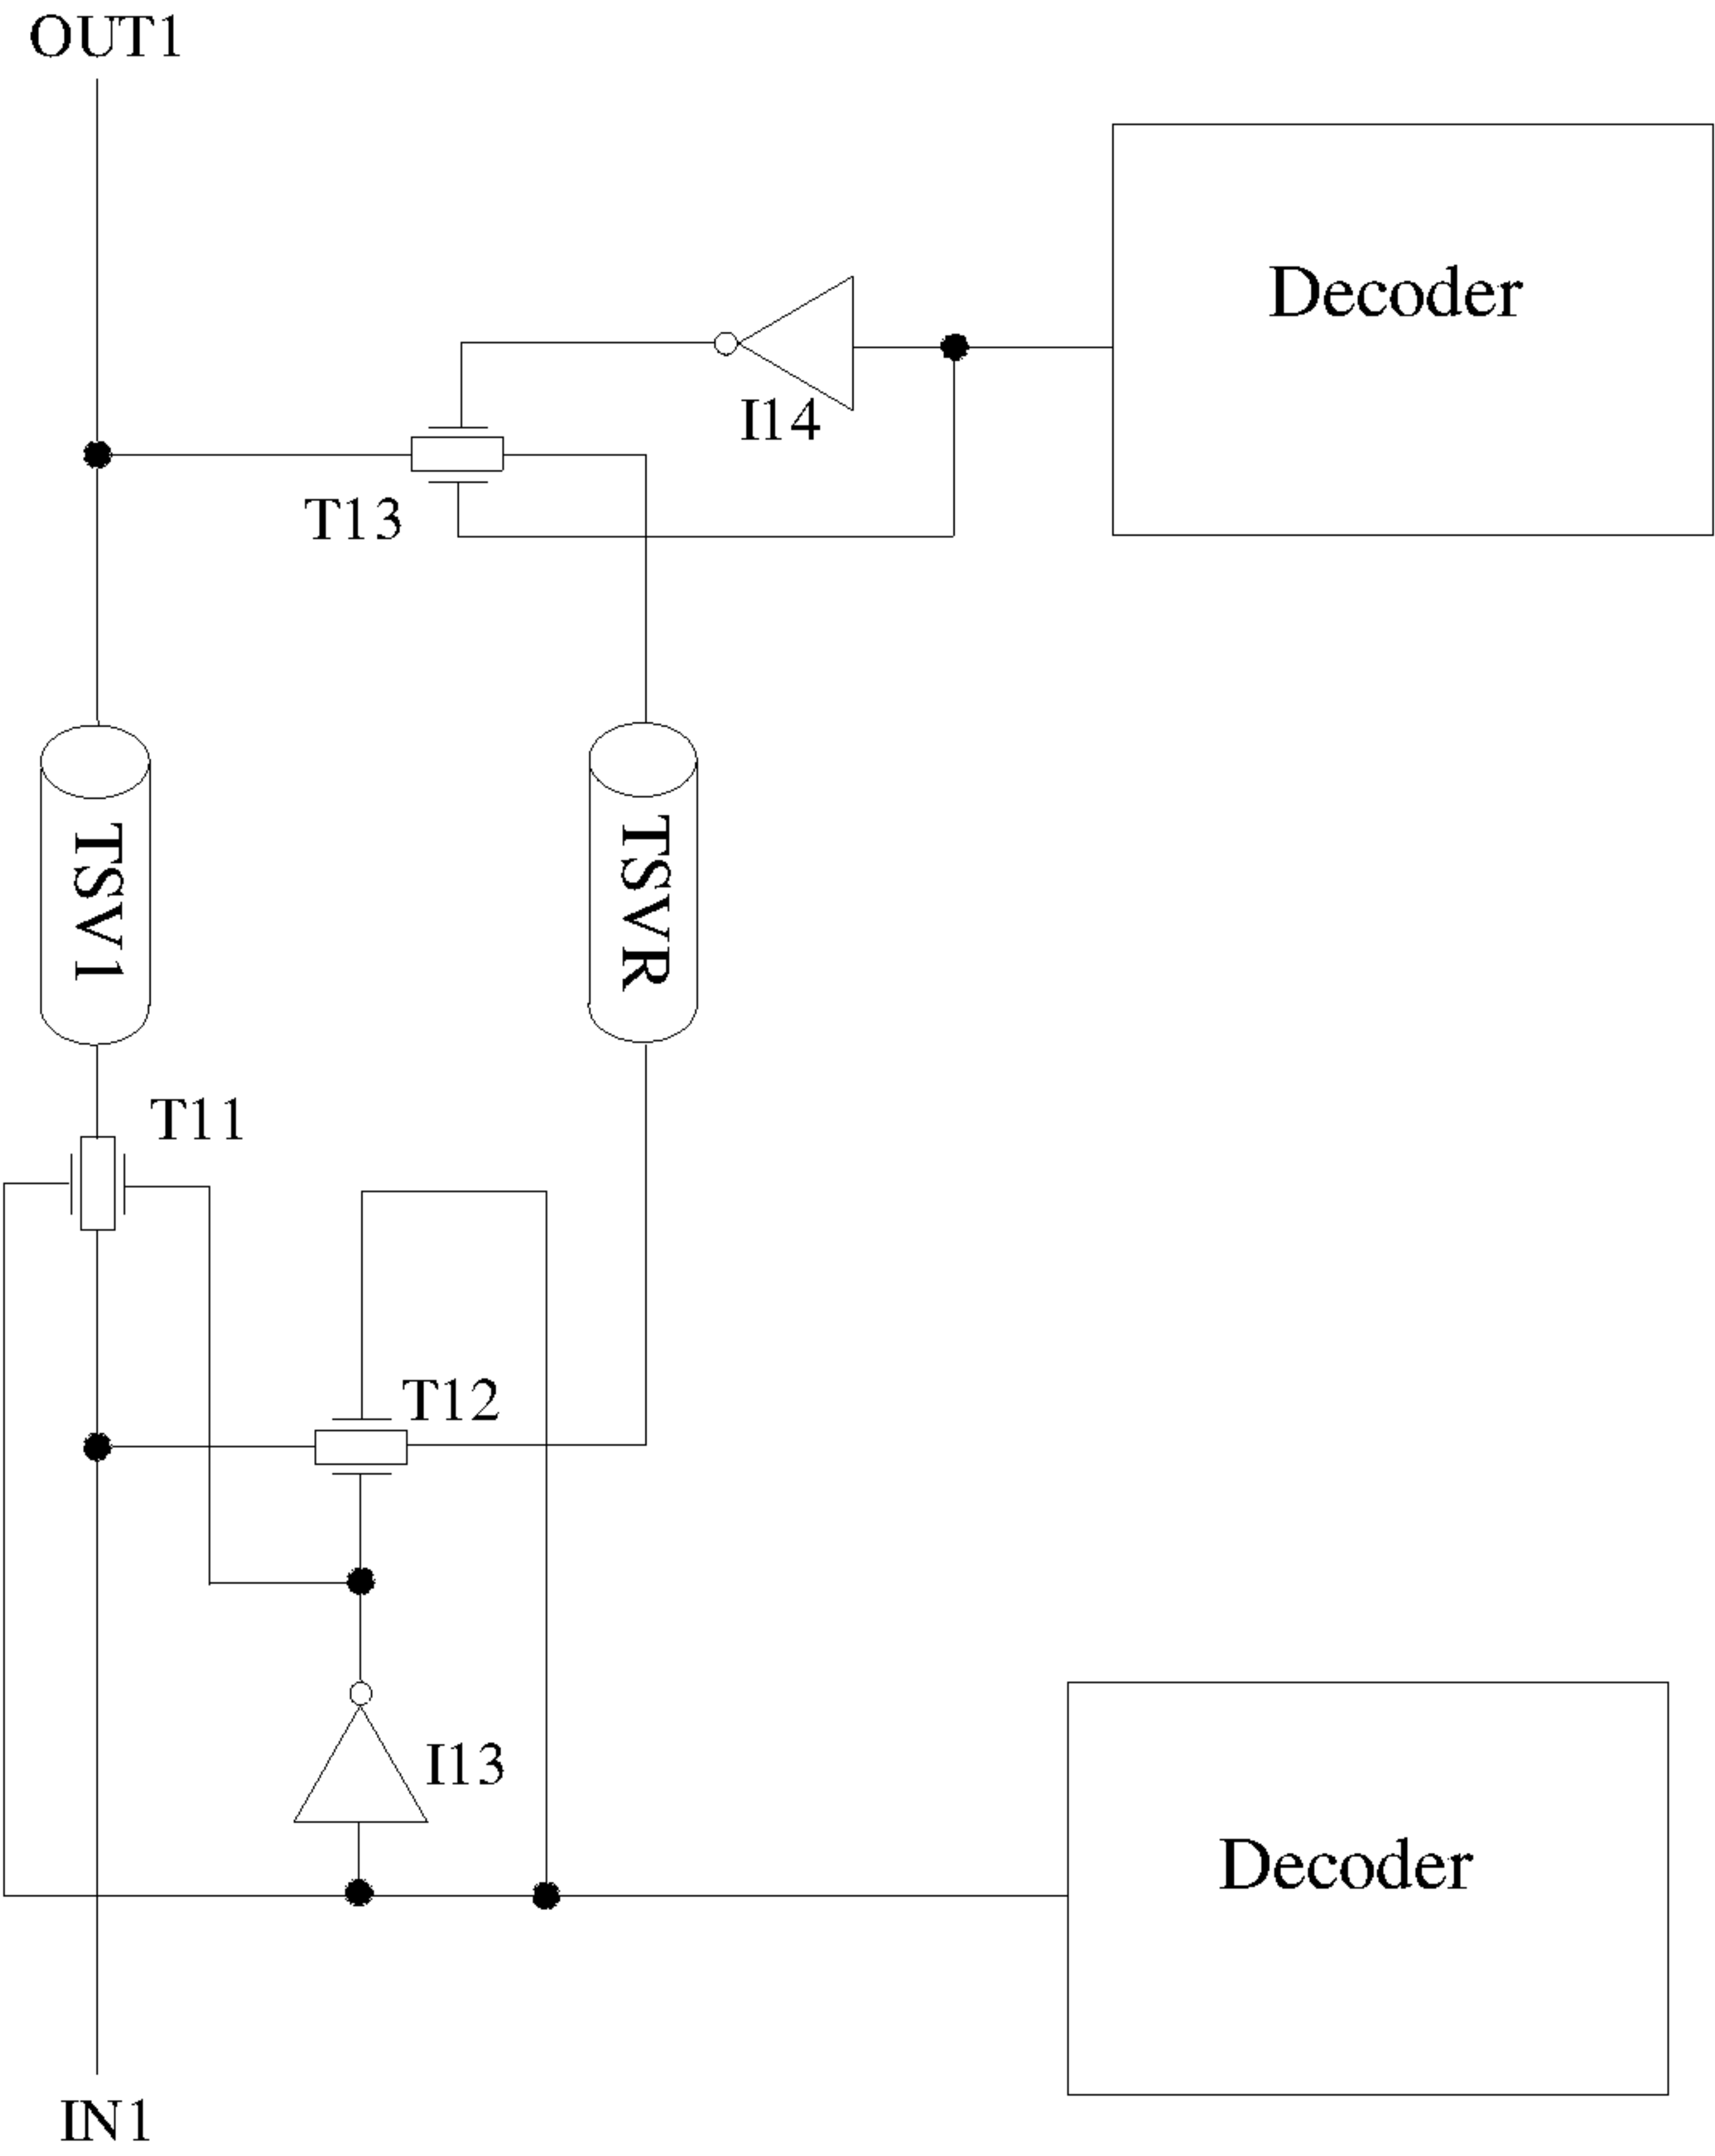 OUT1
Decoder
I14
T13
TSV1
TSVR
T11
T12
I13
Decoder
IN1